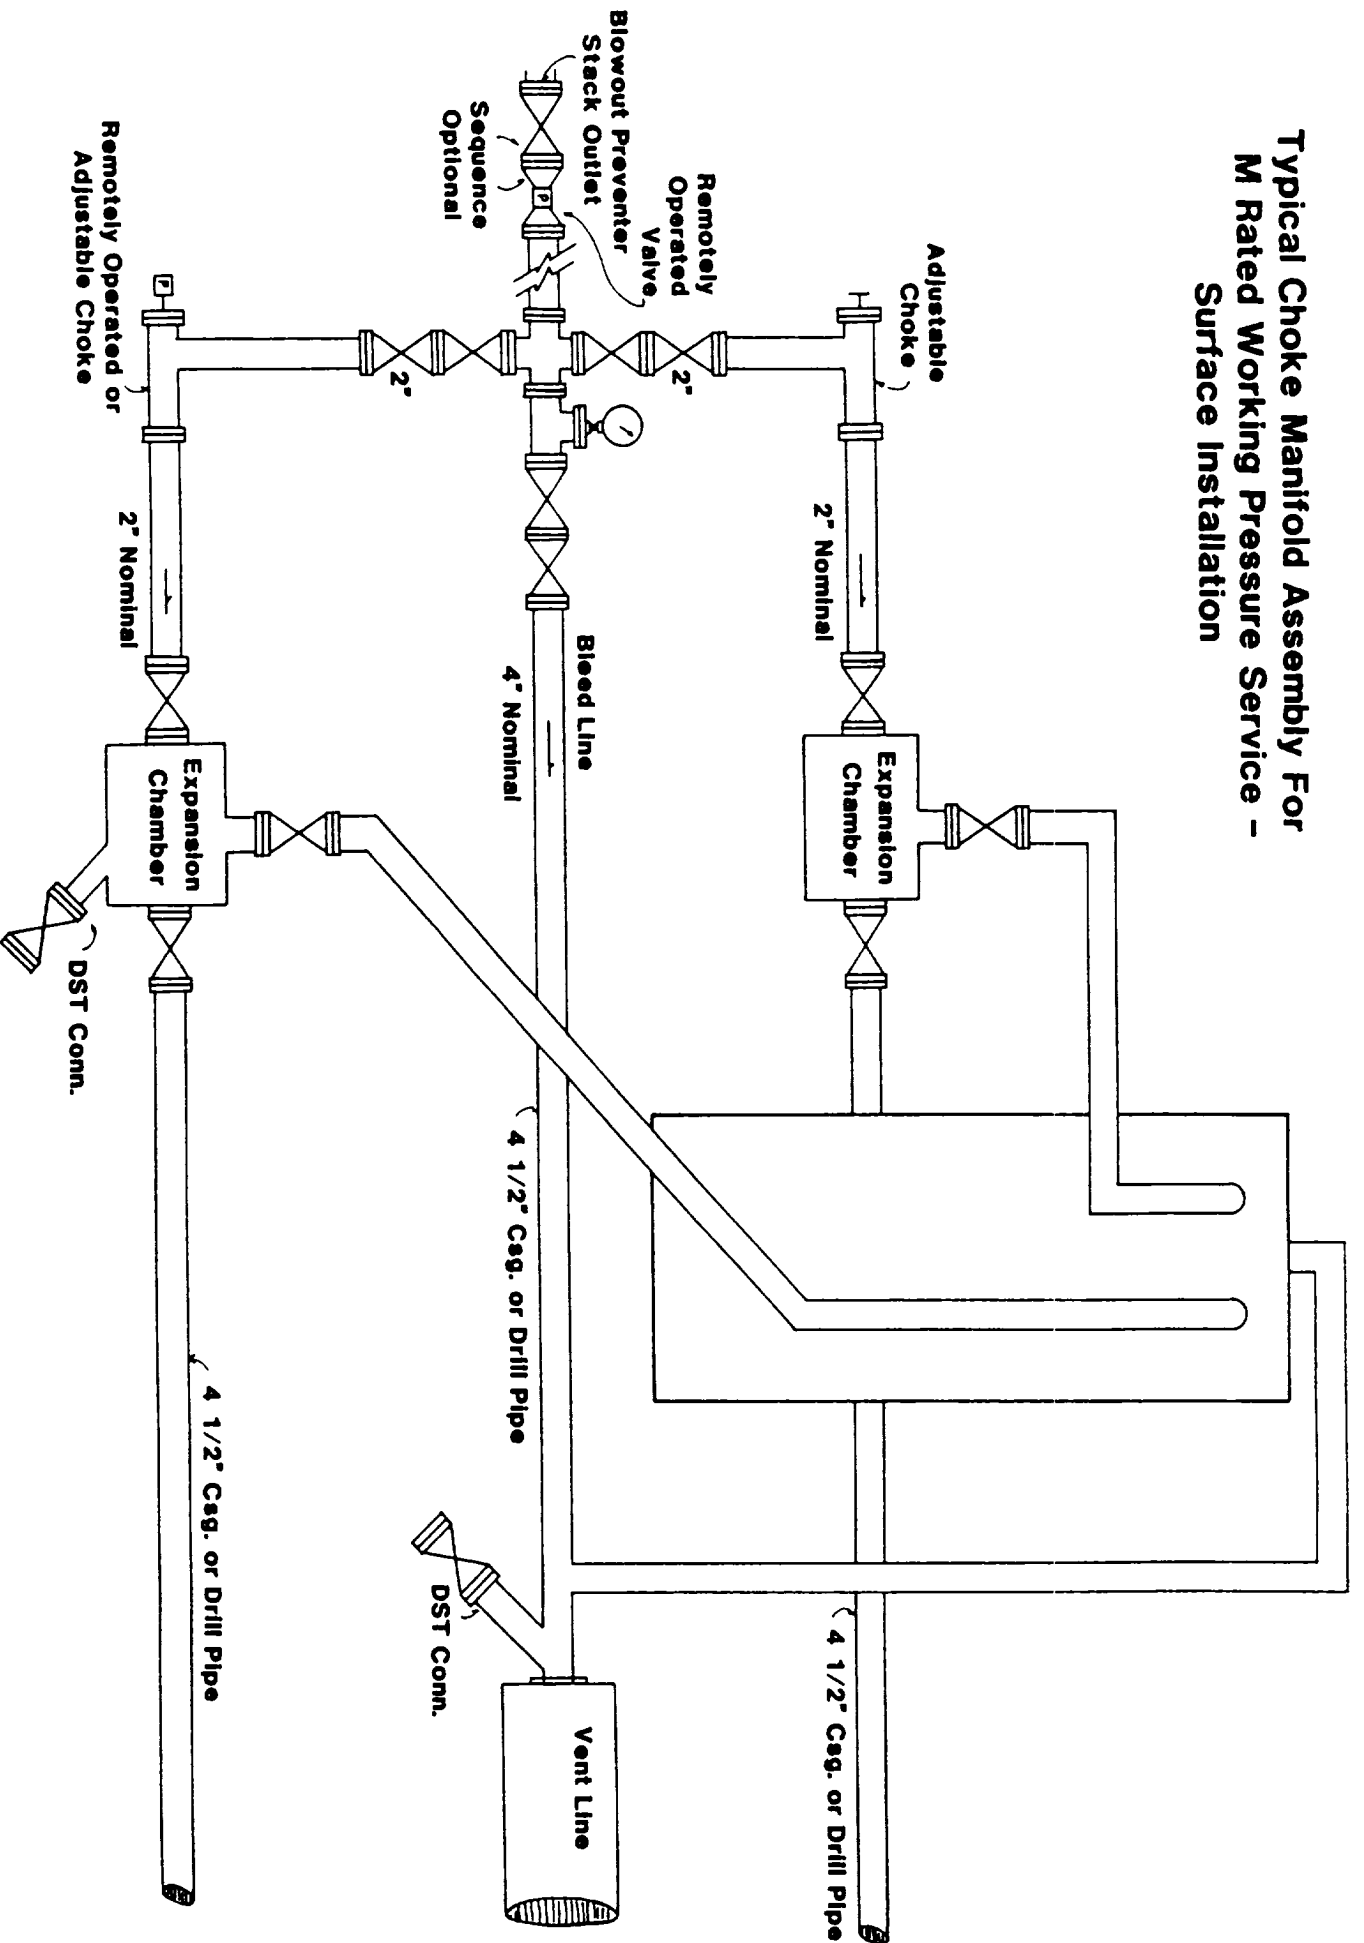 Typical Choke Manifold Assembly For
M Rated Working Pressure Service -
Surface Installation
Adjustable
Choke
2" Nominal
Expansion
Chamber
4 1/2" Csg. or Drill Pipe
Remotely
Operated
Valve
2"
Blowout Preventer
Stack Outlet
P
Sequence
Optional
Bleed Line
4" Nominal
4 1/2" Csg. or Drill Pipe
Vent Line
DST Conn.
2"
Remotely Operated or
Adjustable Choke
P
2" Nominal
Expansion
Chamber
DST Conn.
4 1/2" Csg. or Drill Pipe